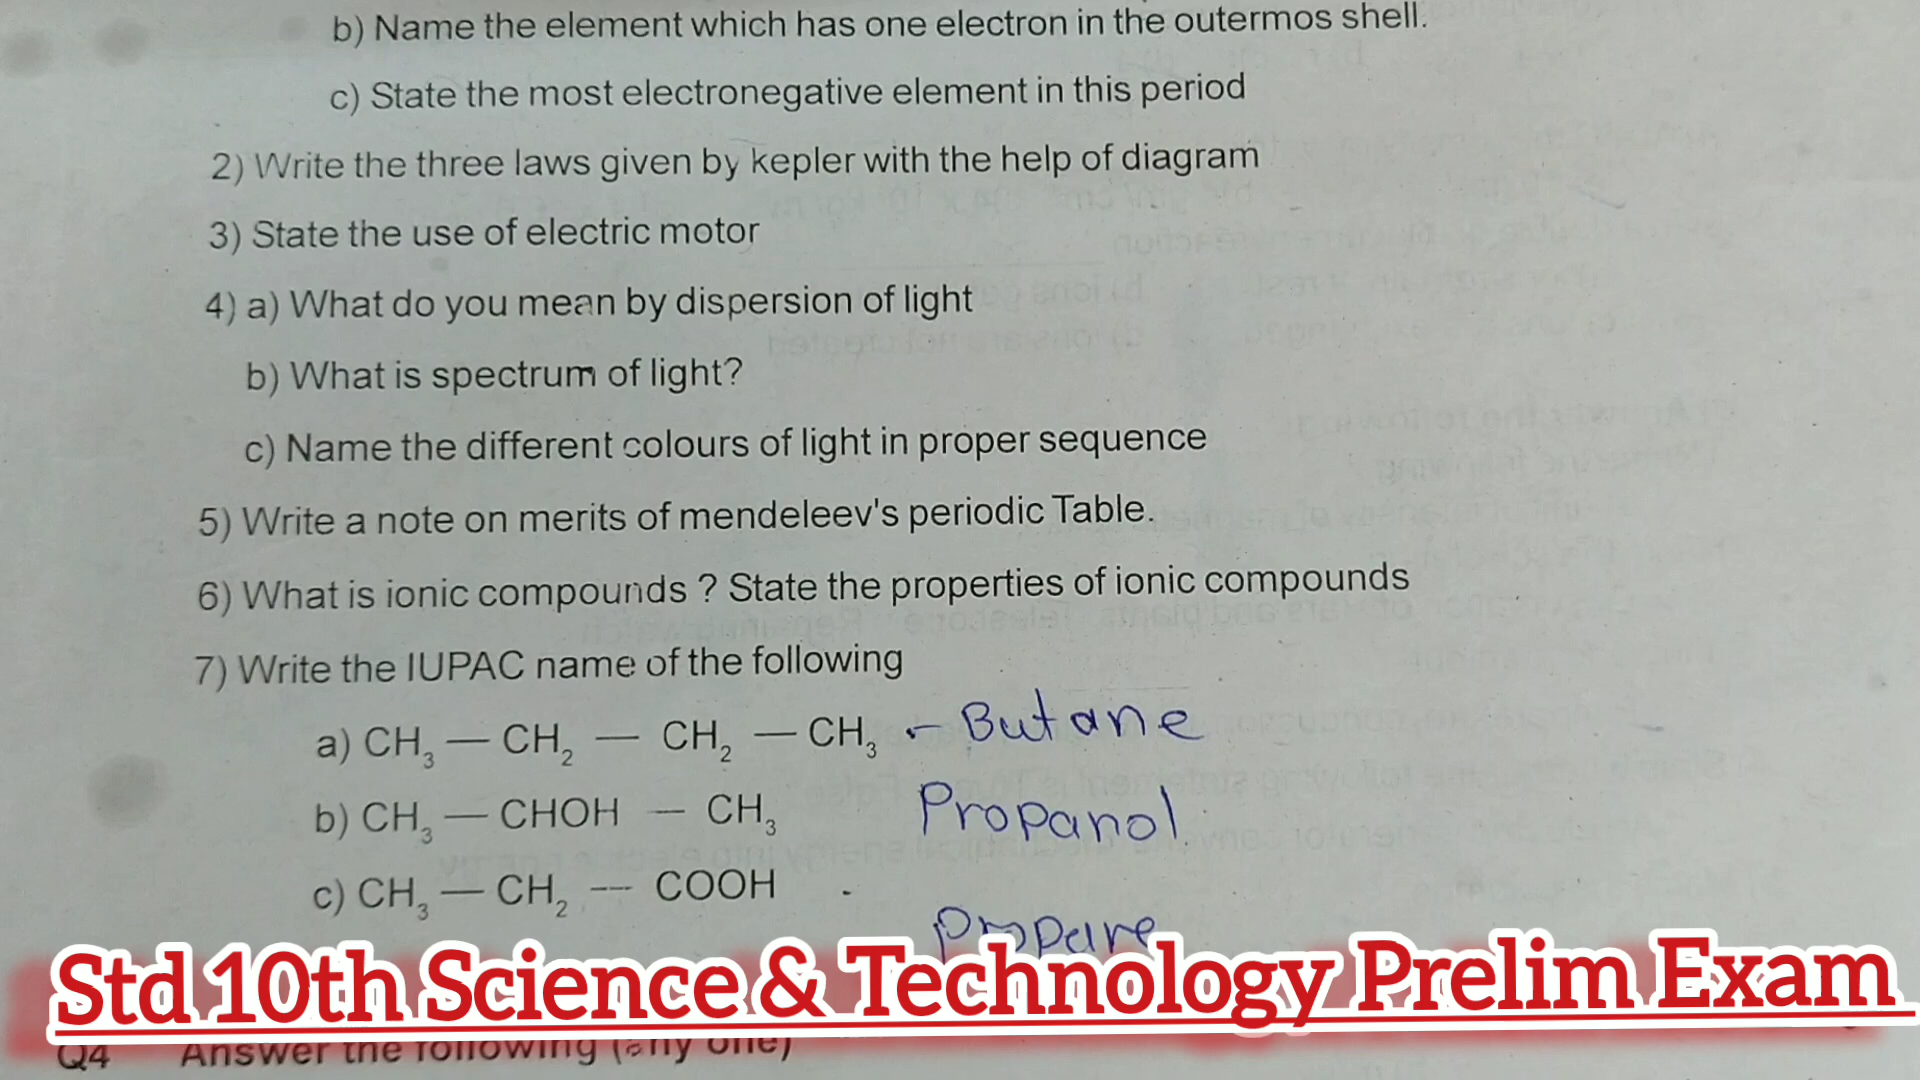 b) Name the element which has one electron in the outermos shell.
c) State the most electronegative element in this period
2) Write the three laws given by kepler with the help of diagram
3) State the use of electric motor
4) a) What do you mean by dispersion of light
b) What is spectrum of light?
c) Name the different colours of light in proper sequence
5) Write a note on merits of mendeleev's periodic Table.
6) What is ionic compounds ? State the properties of ionic compounds
7) Write the IUPAC name of the following
a) CH₃ — CH₂ — CH₂ — CH₃ - Butane
b) CH₃ — CHOH — CH₃ Propanol
c) CH₃ — CH₂ -- COOH
Std 10th Science & Technology Prelim Exam
Q4 Answer the following (any one)